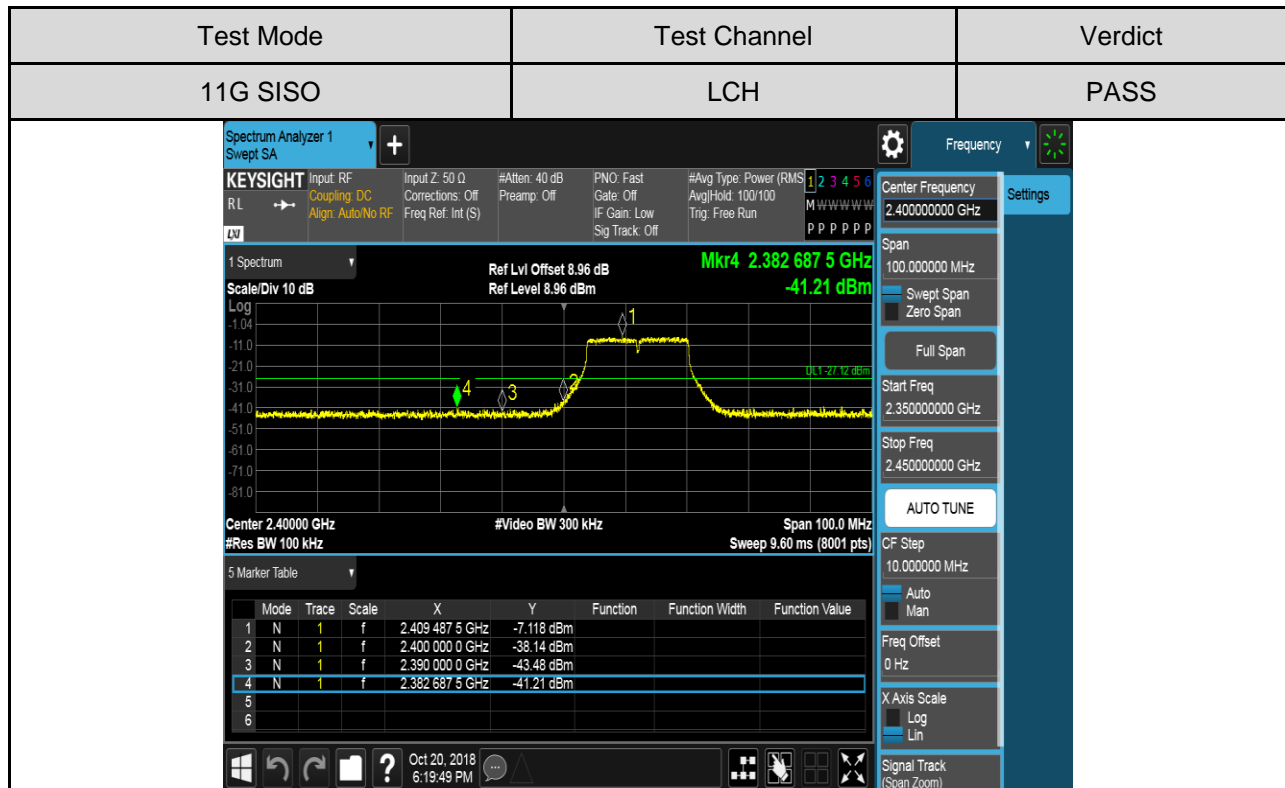 Test Mode Test Channel Verdict
11G SISO LCH PASS
Spectrum Analyzer 1
Swept SA
+
Frequency
KEYSIGHT Input: RF Input Z: 50 Ω #Atten: 40 dB PNO: Fast #Avg Type: Power (RMS 1 2 3 4 5 6
RL Coupling: DC Corrections: Off Preamp: Off Gate: Off Avg|Hold: 100/100 M W W W W W
Align: Auto/No RF Freq Ref: Int (S) IF Gain: Low Trig: Free Run
LXI Sig Track: Off P P P P P P
1 Spectrum
Ref Lvl Offset 8.96 dB Mkr4 2.382 687 5 GHz
Scale/Div 10 dB Ref Level 8.96 dBm -41.21 dBm
Log
1
-1.04
-11.0
-21.0
DL1 -27.12 dBm
-31.0
4 3 2
-41.0
-51.0
-61.0
-71.0
-81.0
Center 2.40000 GHz #Video BW 300 kHz Span 100.0 MHz
#Res BW 100 kHz Sweep 9.60 ms (8001 pts)
5 Marker Table
Mode Trace Scale X Y Function Function Width Function Value
1 N 1 f 2.409 487 5 GHz -7.118 dBm
2 N 1 f 2.400 000 0 GHz -38.14 dBm
3 N 1 f 2.390 000 0 GHz -43.48 dBm
4 N 1 f 2.382 687 5 GHz -41.21 dBm
5
6
?
Oct 20, 2018
6:19:49 PM
Center Frequency
2.400000000 GHz
Settings
Span
100.000000 MHz
Swept Span
Zero Span
Full Span
Start Freq
2.350000000 GHz
Stop Freq
2.450000000 GHz
AUTO TUNE
CF Step
10.000000 MHz
Auto
Man
Freq Offset
0 Hz
X Axis Scale
Log
Lin
Signal Track
(Span Zoom)